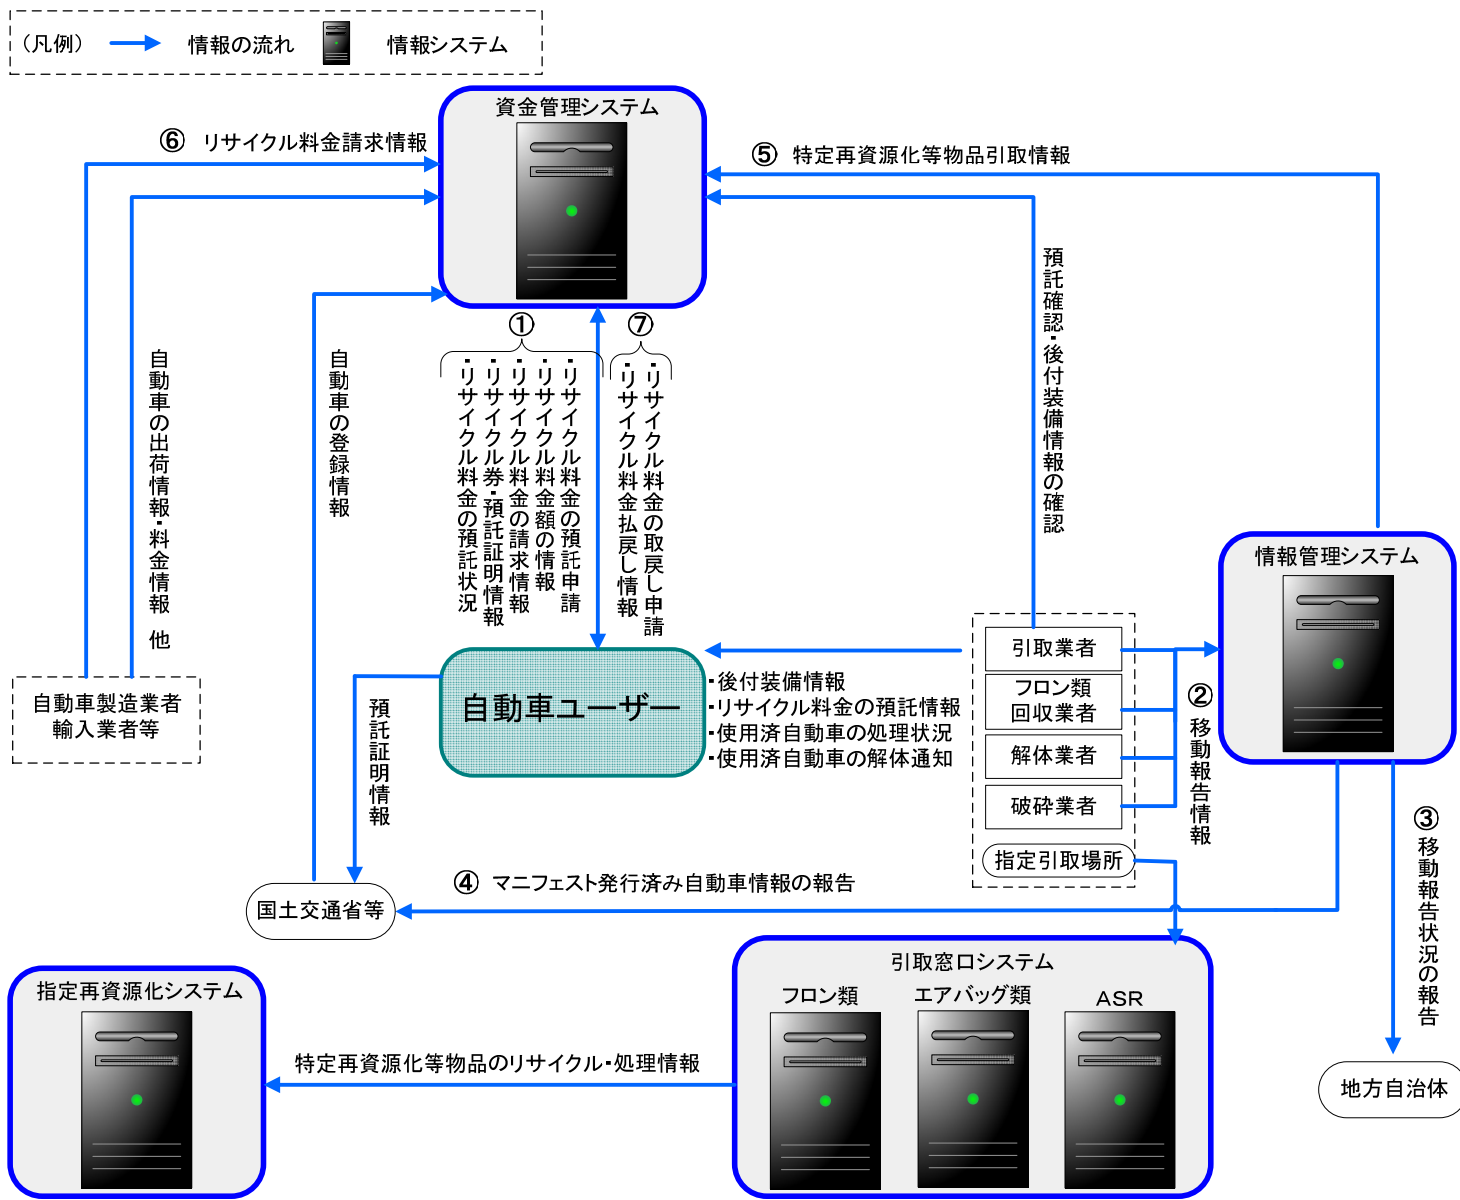 （凡例）
情報の流れ
情報システム
資金管理システム
⑥ リサイクル料金請求情報
⑤ 特定再資源化等物品引取情報
預託確認・後付装備情報の確認
自動車の出荷情報・料金情報 他
自動車の登録情報
①
・リサイクル料金の預託申請
・リサイクル料金額の情報
・リサイクル料金の請求情報
・リサイクル券・預託証明情報
・リサイクル料金の預託状況
⑦
・リサイクル料金の取戻し申請
・リサイクル料金払戻し情報
情報管理システム
引取業者
フロン類
回収業者
解体業者
破砕業者
指定引取場所
② 移動報告情報
自動車製造業者
輸入業者等
自動車ユーザー
・後付装備情報
・リサイクル料金の預託情報
・使用済自動車の処理状況
・使用済自動車の解体通知
預託証明情報
③ 移動報告状況の報告
④ マニフェスト発行済み自動車情報の報告
国土交通省等
引取窓口システム
フロン類
エアバッグ類
ASR
指定再資源化システム
特定再資源化等物品のリサイクル・処理情報
地方自治体